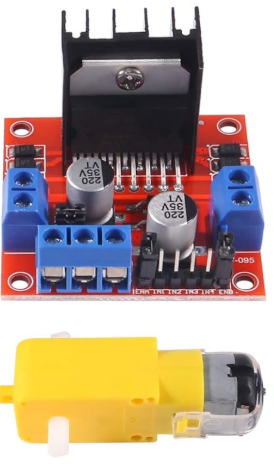 220
35V
VT
220
35V
VT
-095
ENA IN1 IN2 IN3 IN4 ENB